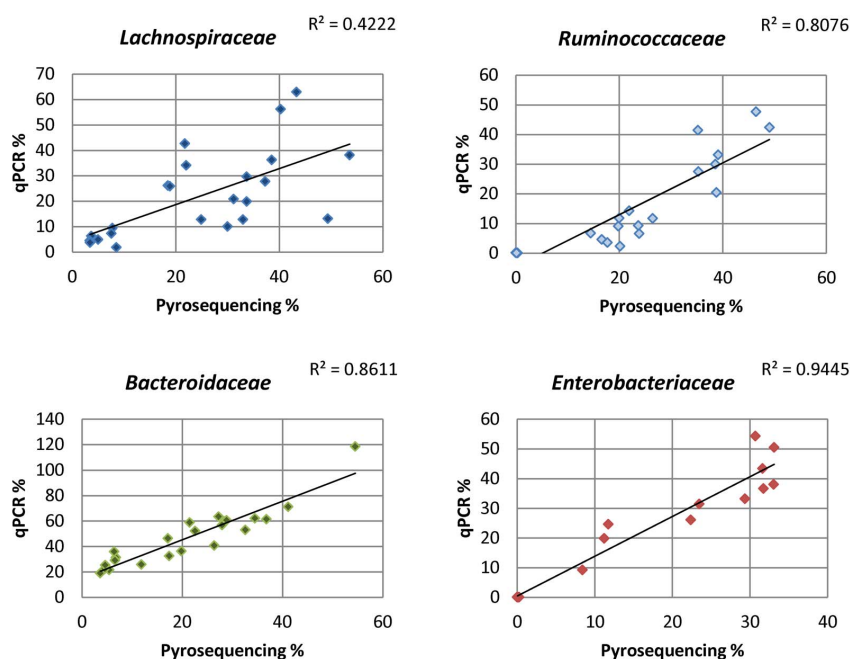 Lachnospiraceae
R² = 0.4222
70
60
50
40
30
20
10
0
qPCR %
0 20 40 60
Pyrosequencing %
Ruminococcaceae
R² = 0.8076
60
50
40
30
20
10
0
qPCR %
0 20 40 60
Pyrosequencing %
Bacteroidaceae
R² = 0.8611
140
120
100
80
60
40
20
0
qPCR %
0 20 40 60
Pyrosequencing %
Enterobacteriaceae
R² = 0.9445
60
50
40
30
20
10
0
qPCR %
0 10 20 30 40
Pyrosequencing %